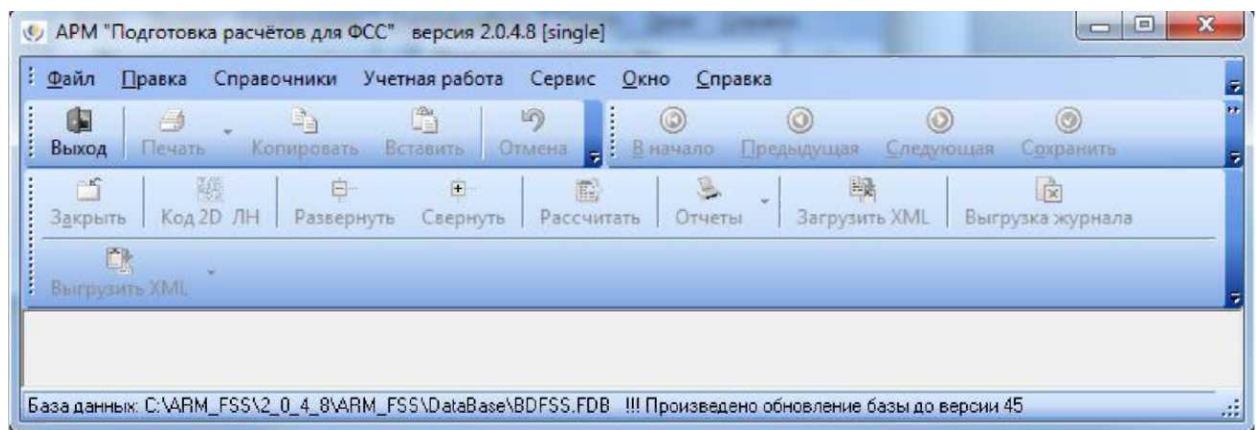 АРМ "Подготовка расчётов для ФСС" версия 2.0.4.8 [single]
Файл Правка Справочники Учетная работа Сервис Окно Справка
Выход Печать Копировать Вставить Отмена В начало Предыдущая Следующая Сохранить
Закрыть Код 2D ЛН Развернуть Свернуть Рассчитать Отчеты Загрузить XML Выгрузка журнала
Выгрузить XML
База данных: C:\ARM_FSS\2_0_4_8\ARM_FSS\DataBase\BDFSS.FDB !!! Произведено обновление базы до версии 45